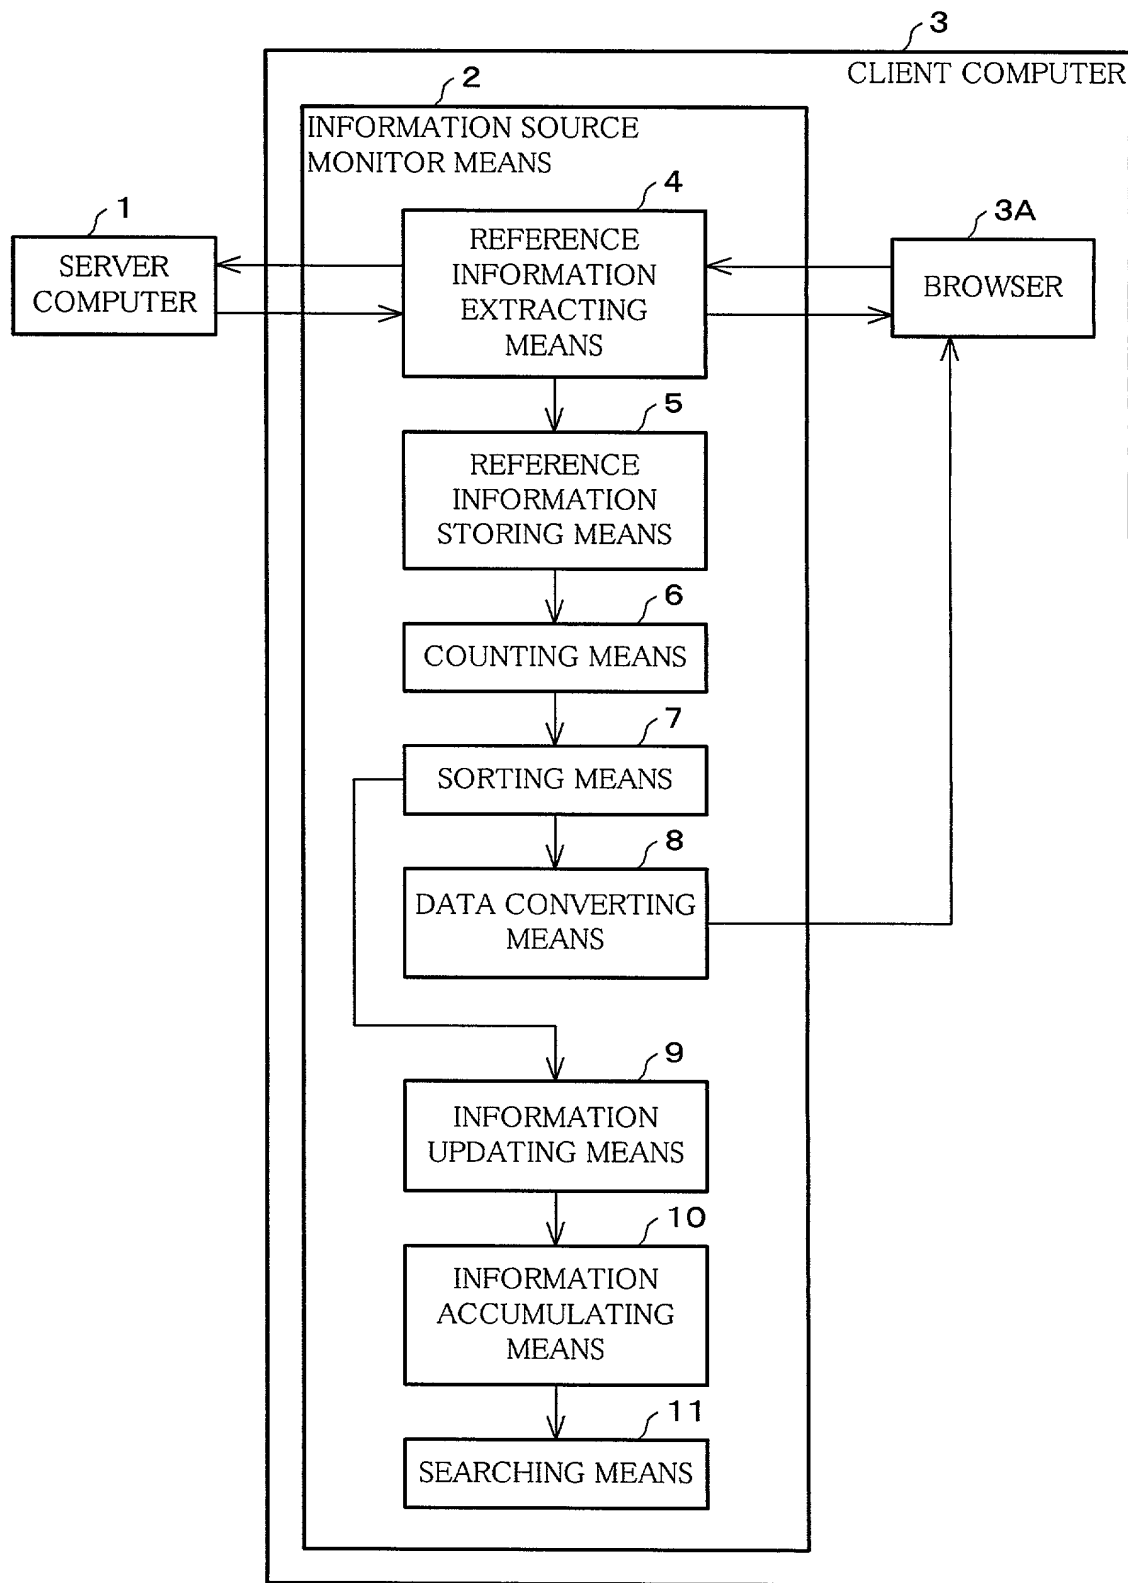 3
CLIENT COMPUTER
2
INFORMATION SOURCE
MONITOR MEANS
1
SERVER
COMPUTER
4
REFERENCE
INFORMATION
EXTRACTING
MEANS
3A
BROWSER
5
REFERENCE
INFORMATION
STORING MEANS
6
COUNTING MEANS
7
SORTING MEANS
8
DATA CONVERTING
MEANS
9
INFORMATION
UPDATING MEANS
10
INFORMATION
ACCUMULATING
MEANS
11
SEARCHING MEANS